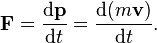 F = dp/dt = d(mv)/dt.